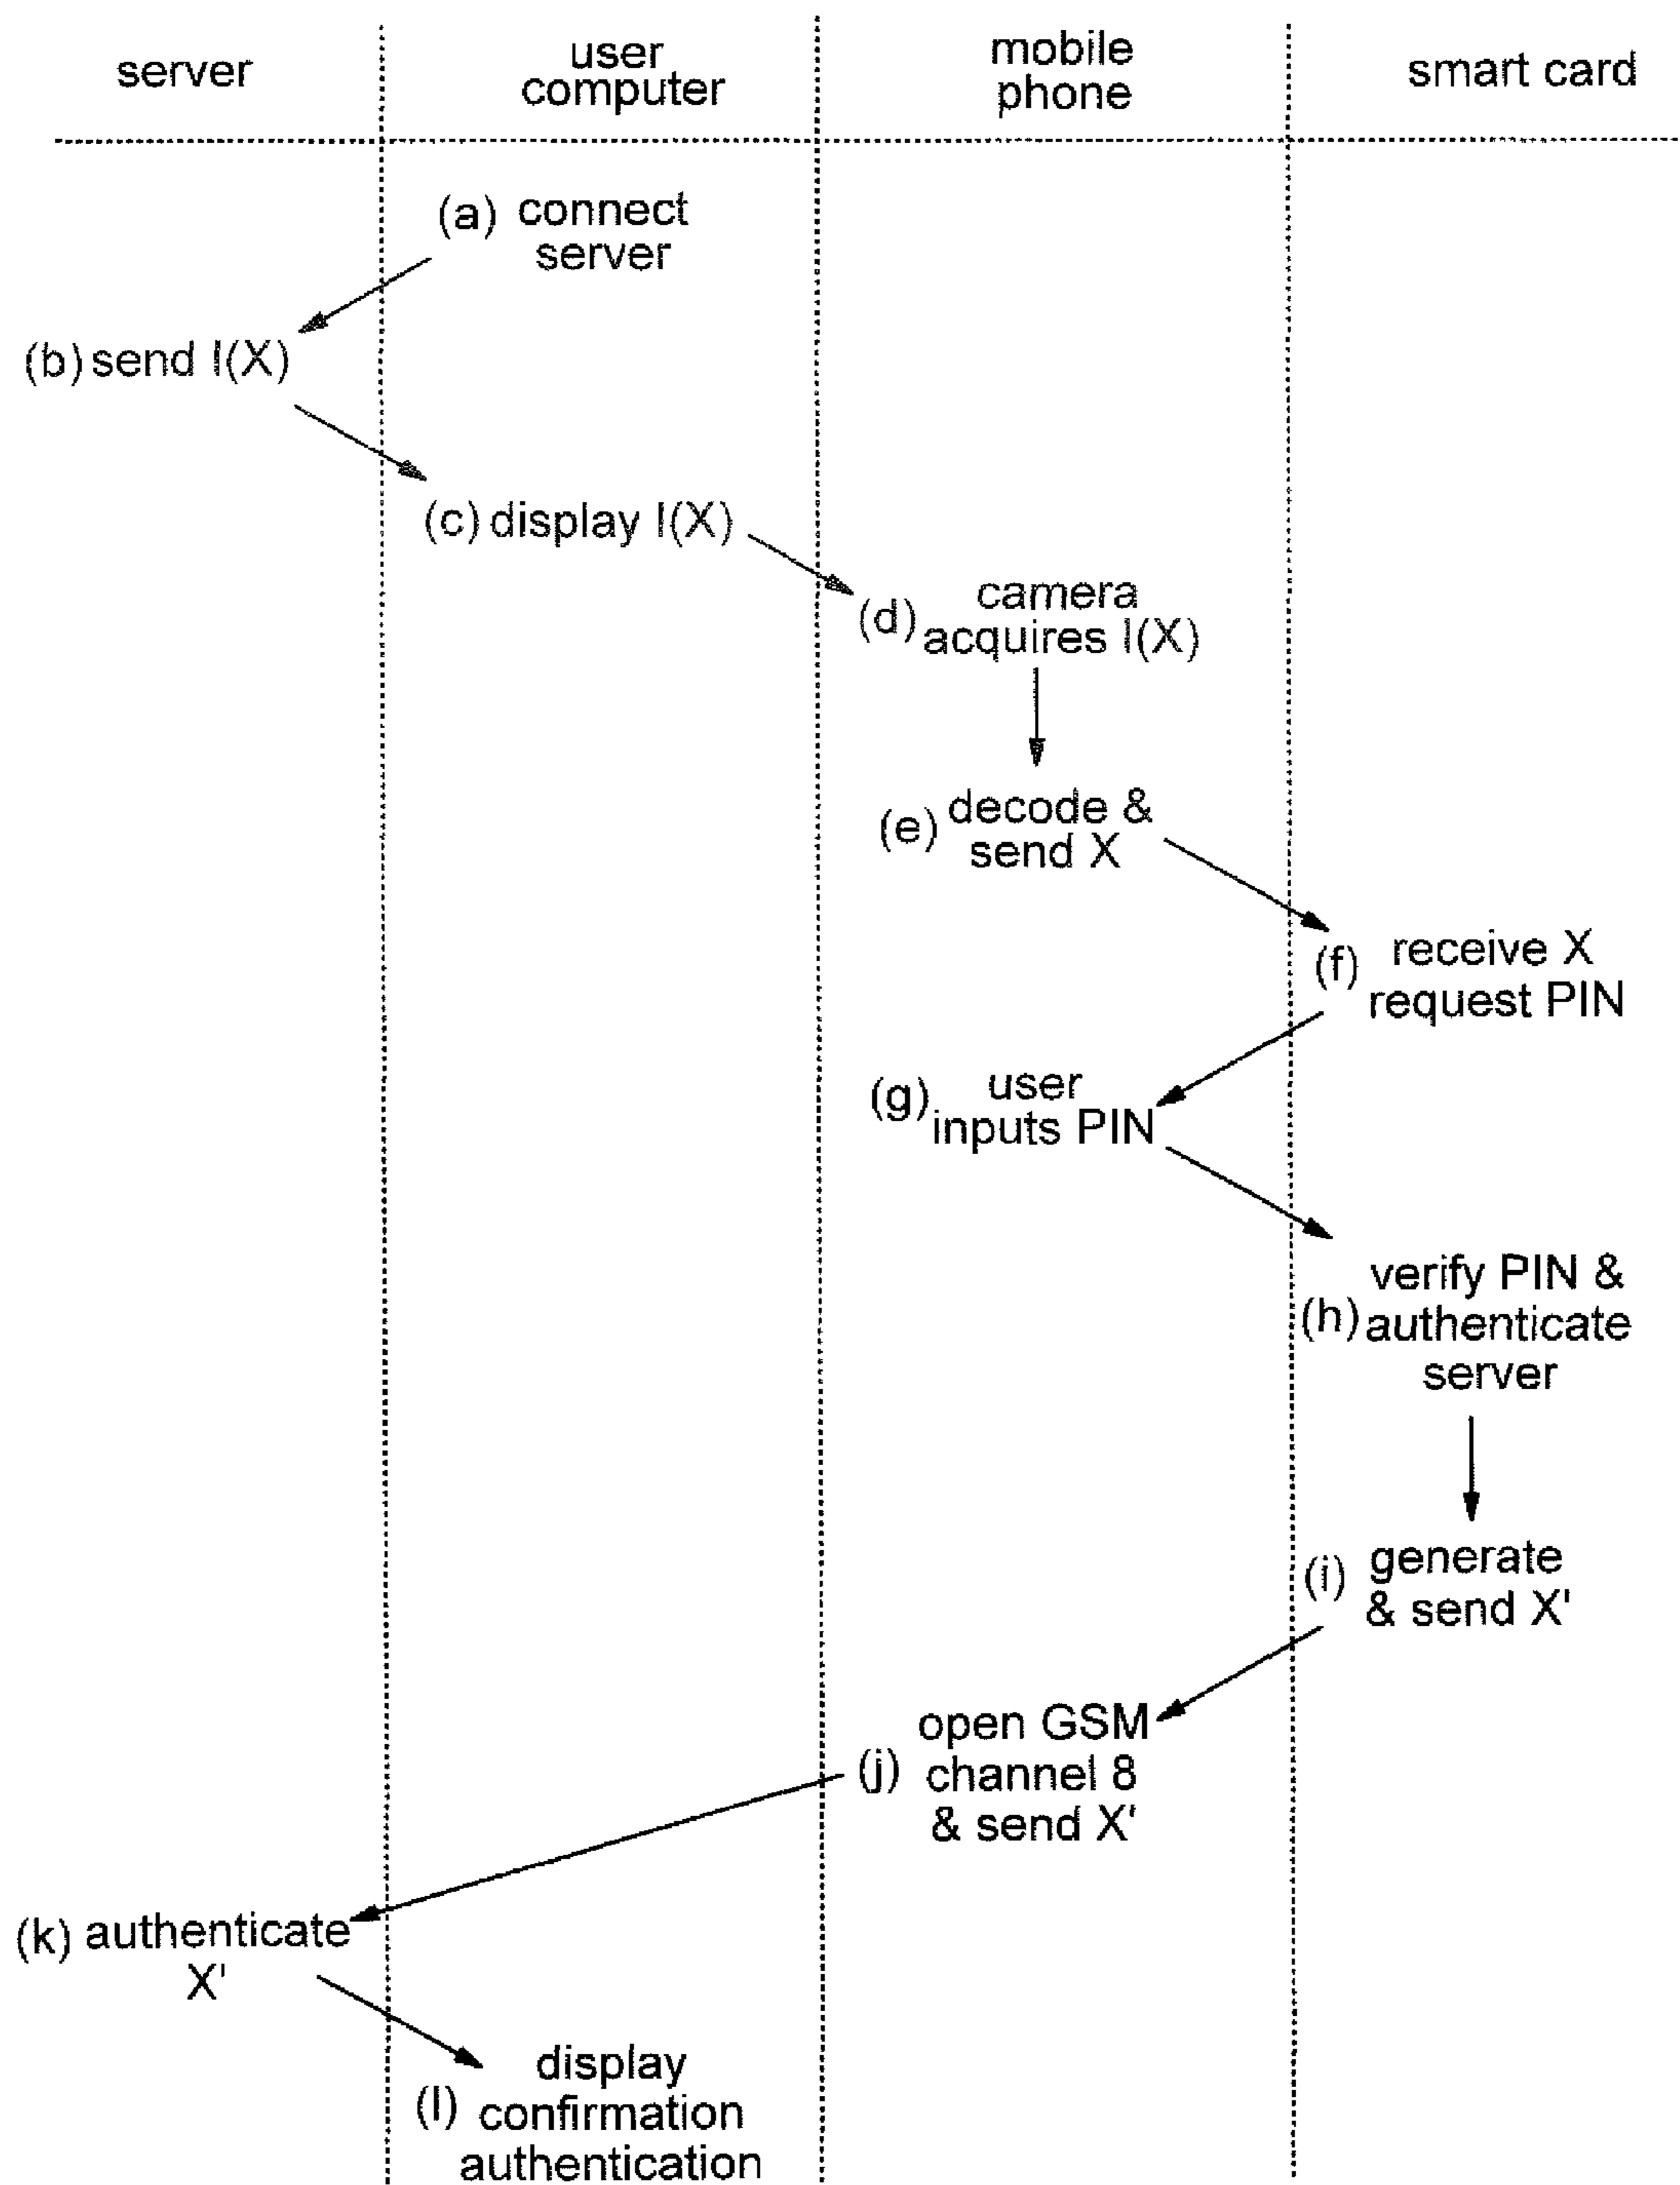 server
user
computer
mobile
phone
smart card
(a) connect
server
(b) send I(X)
(c) display I(X)
(d) camera
acquires I(X)
(e) decode &
send X
(f) receive X
request PIN
(g) user
inputs PIN
verify PIN &
(h) authenticate
server
(i) generate
& send X'
open GSM
(j) channel 8
& send X'
(k) authenticate
X'
display
(l) confirmation
authentication